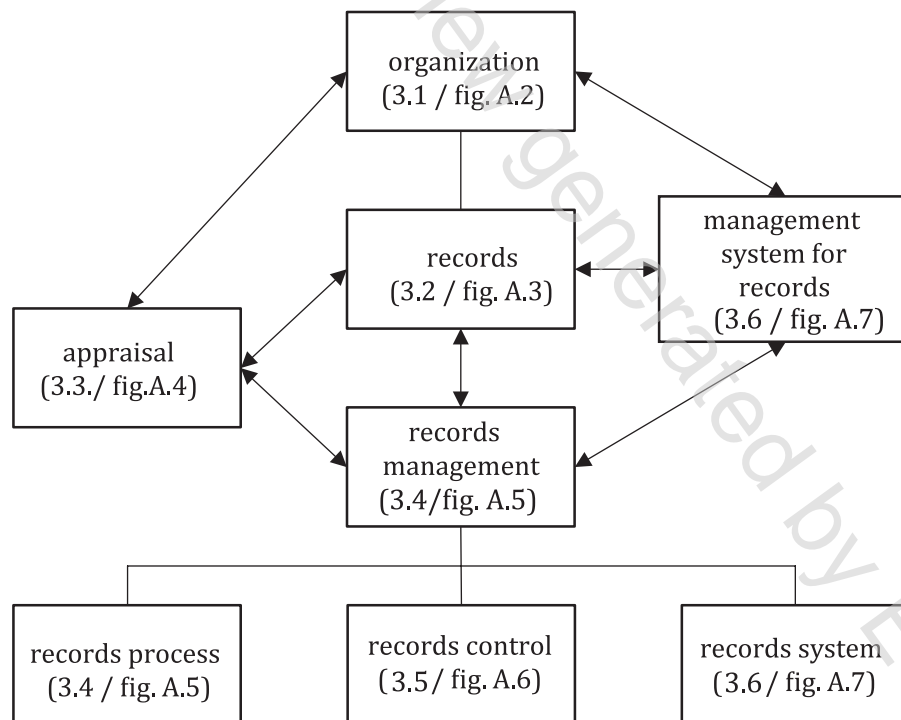 organization
(3.1 / fig. A.2)
records
(3.2 / fig. A.3)
management
system for
records
(3.6 / fig. A.7)
appraisal
(3.3./ fig.A.4)
records
management
(3.4/fig. A.5)
records process
(3.4 / fig. A.5)
records control
(3.5/ fig. A.6)
records system
(3.6 / fig. A.7)
generated by